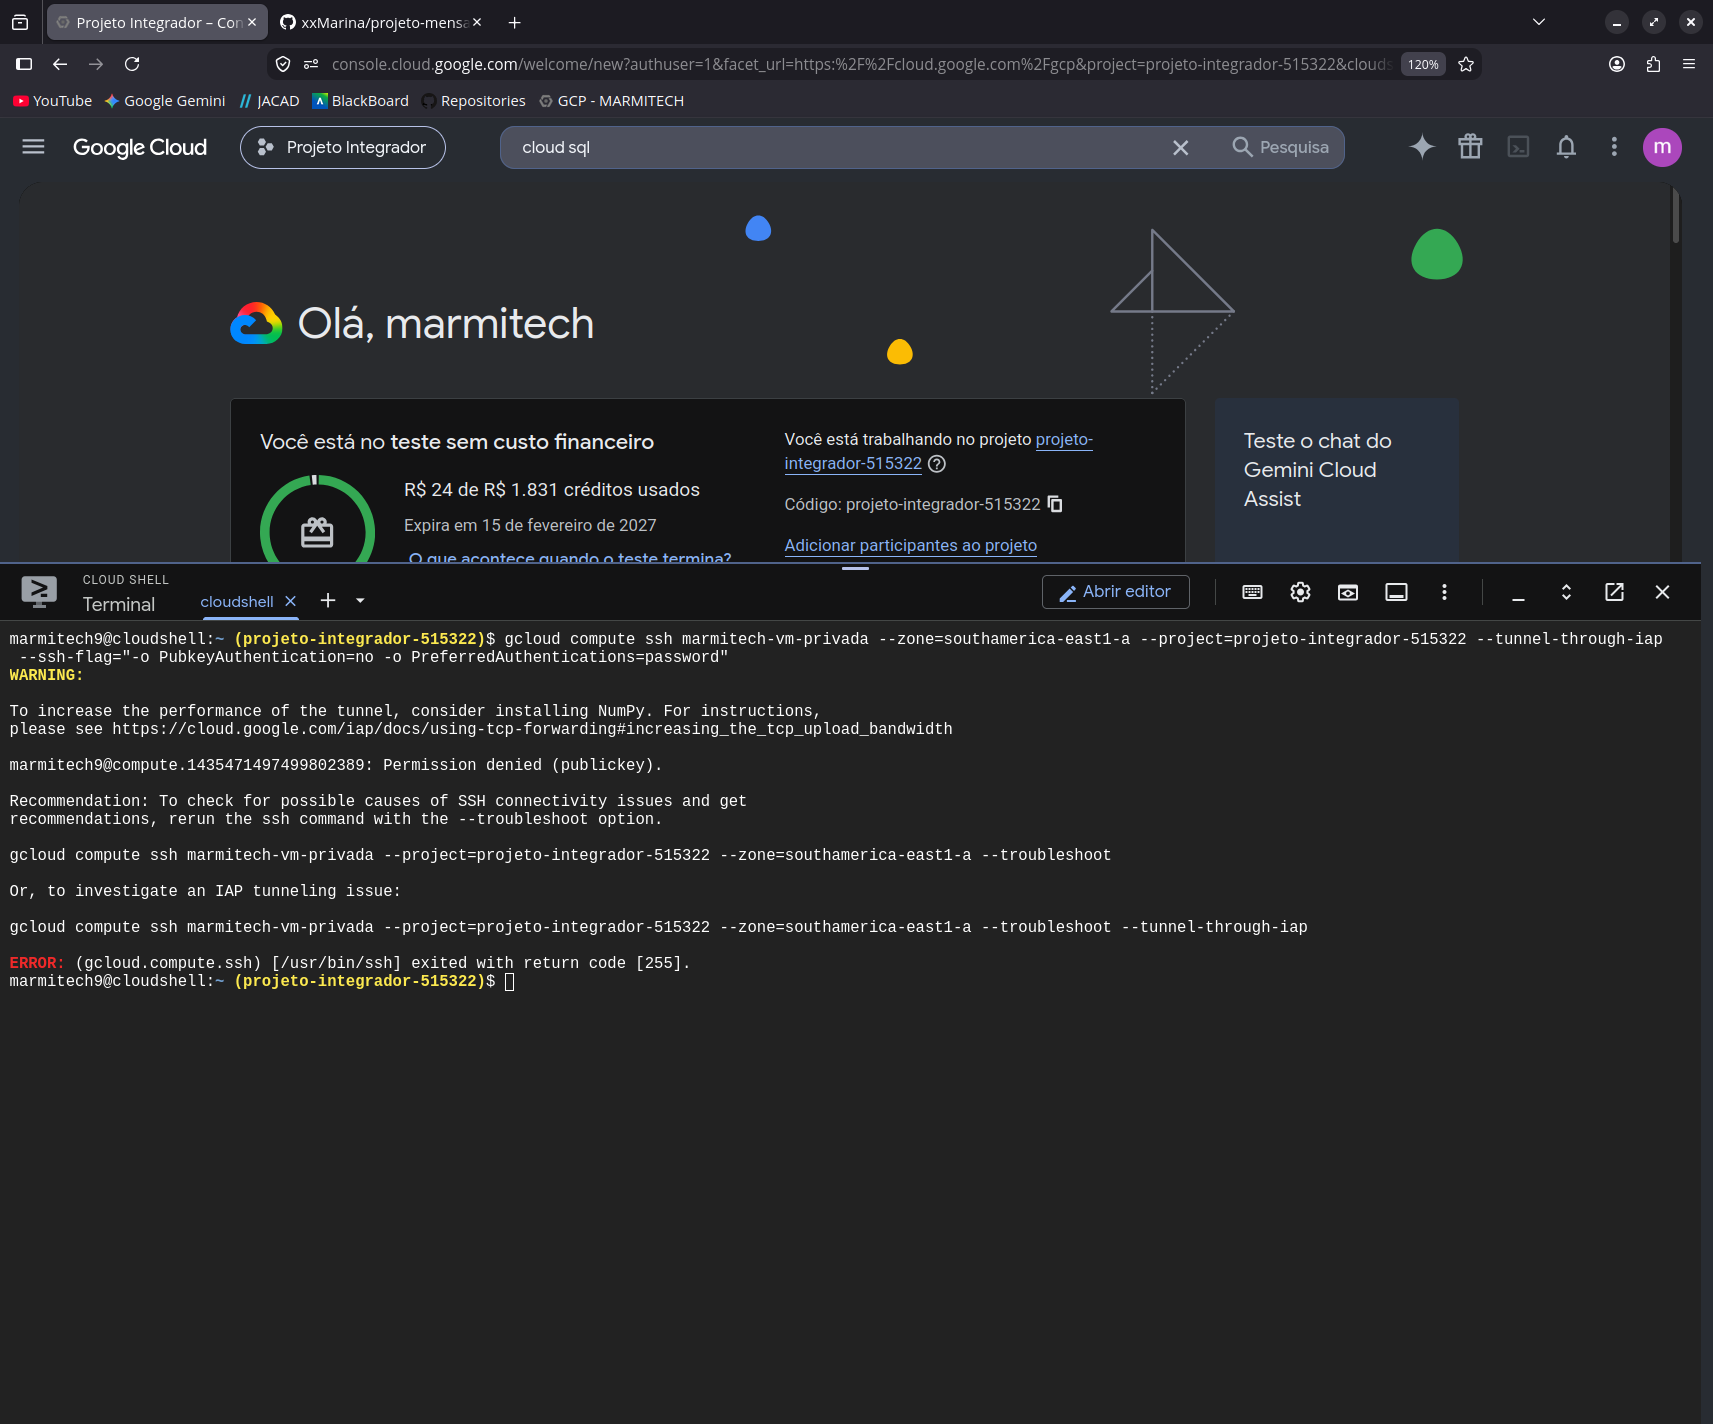 Projeto Integrador – Con
xxMarina/projeto-mensa
console.cloud.google.com/welcome/new?authuser=1&facet_url=https:%2F%2Fcloud.google.com%2Fgcp&project=projeto-integrador-515322&clouds
120%
YouTube
Google Gemini
JACAD
BlackBoard
Repositories
GCP - MARMITECH
Google Cloud
Projeto Integrador
cloud sql
Pesquisa
m
Olá, marmitech
Você está no teste sem custo financeiro
R$ 24 de R$ 1.831 créditos usados
Expira em 15 de fevereiro de 2027
O que acontece quando o teste termina?
Você está trabalhando no projeto projeto-
integrador-515322
Código: projeto-integrador-515322
Adicionar participantes ao projeto
Teste o chat do
Gemini Cloud
Assist
CLOUD SHELL
Terminal
cloudshell
Abrir editor
marmitech9@cloudshell:~ (projeto-integrador-515322)$ gcloud compute ssh marmitech-vm-privada --zone=southamerica-east1-a --project=projeto-integrador-515322 --tunnel-through-iap
--ssh-flag="-o PubkeyAuthentication=no -o PreferredAuthentications=password"
WARNING:
To increase the performance of the tunnel, consider installing NumPy. For instructions,
please see https://cloud.google.com/iap/docs/using-tcp-forwarding#increasing_the_tcp_upload_bandwidth
marmitech9@compute.1435471497499802389: Permission denied (publickey).
Recommendation: To check for possible causes of SSH connectivity issues and get
recommendations, rerun the ssh command with the --troubleshoot option.
gcloud compute ssh marmitech-vm-privada --project=projeto-integrador-515322 --zone=southamerica-east1-a --troubleshoot
Or, to investigate an IAP tunneling issue:
gcloud compute ssh marmitech-vm-privada --project=projeto-integrador-515322 --zone=southamerica-east1-a --troubleshoot --tunnel-through-iap
ERROR: (gcloud.compute.ssh) [/usr/bin/ssh] exited with return code [255].
marmitech9@cloudshell:~ (projeto-integrador-515322)$